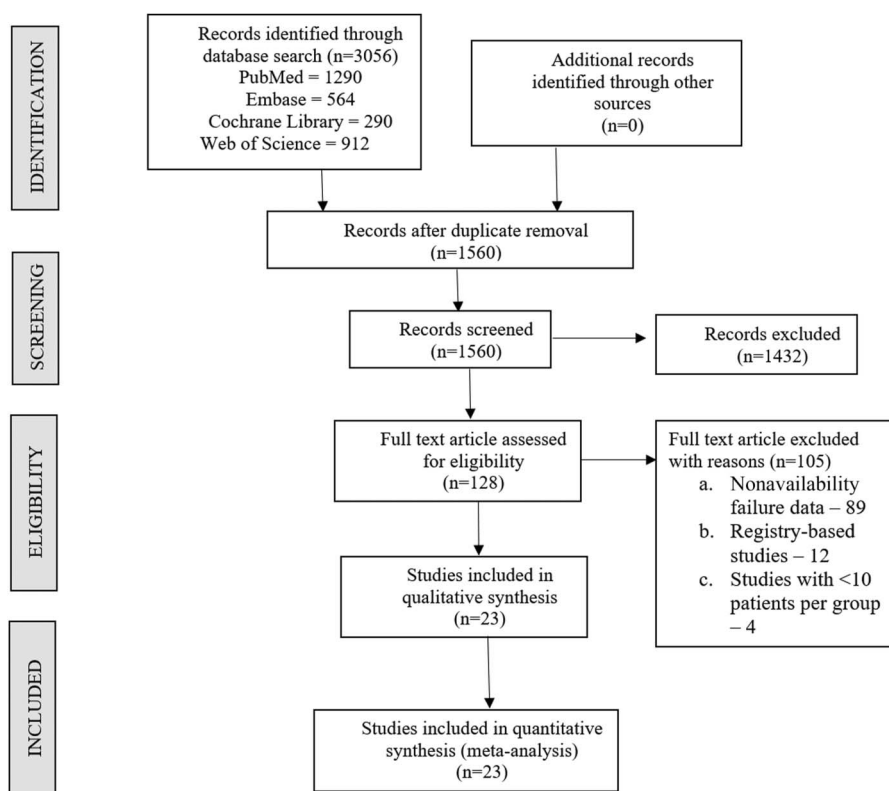 IDENTIFICATION
Records identified through
database search (n=3056)
PubMed = 1290
Embase = 564
Cochrane Library = 290
Web of Science = 912
Additional records
identified through other
sources
(n=0)
Records after duplicate removal
(n=1560)
SCREENING
Records screened
(n=1560)
Records excluded
(n=1432)
ELIGIBILITY
Full text article assessed
for eligibility
(n=128)
Full text article excluded
with reasons (n=105)
a. Nonavailability
failure data – 89
b. Registry-based
studies – 12
c. Studies with <10
patients per group
– 4
Studies included in
qualitative synthesis
(n=23)
INCLUDED
Studies included in quantitative
synthesis (meta-analysis)
(n=23)